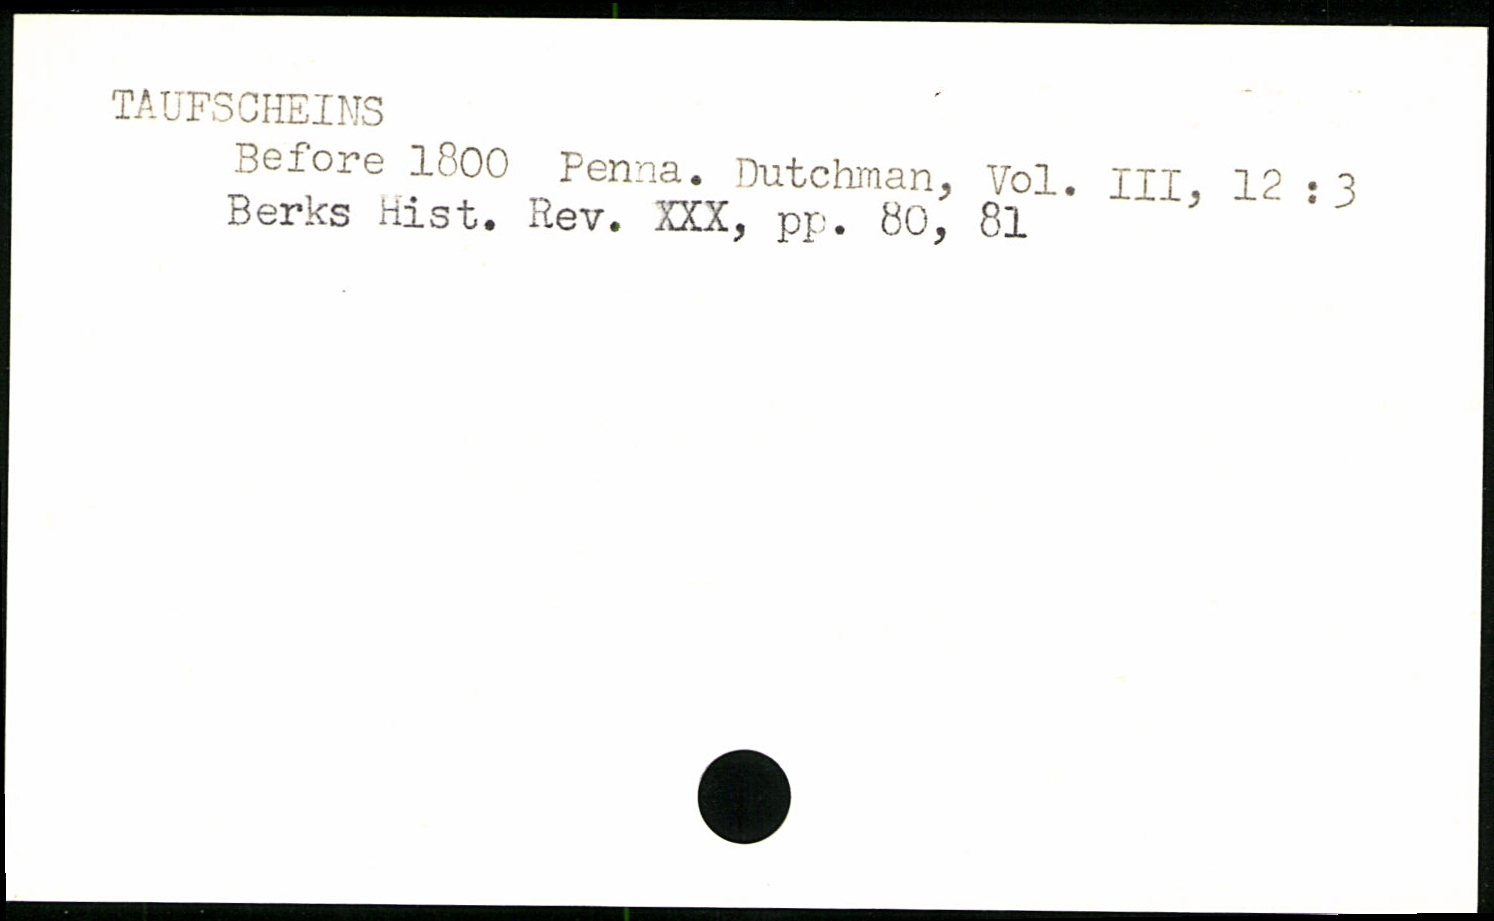 TAUFSCHEINS
Before 1800 Penna. Dutchman, Vol. III, 12 : 3
Berks Hist. Rev. XXX, pp. 80, 81